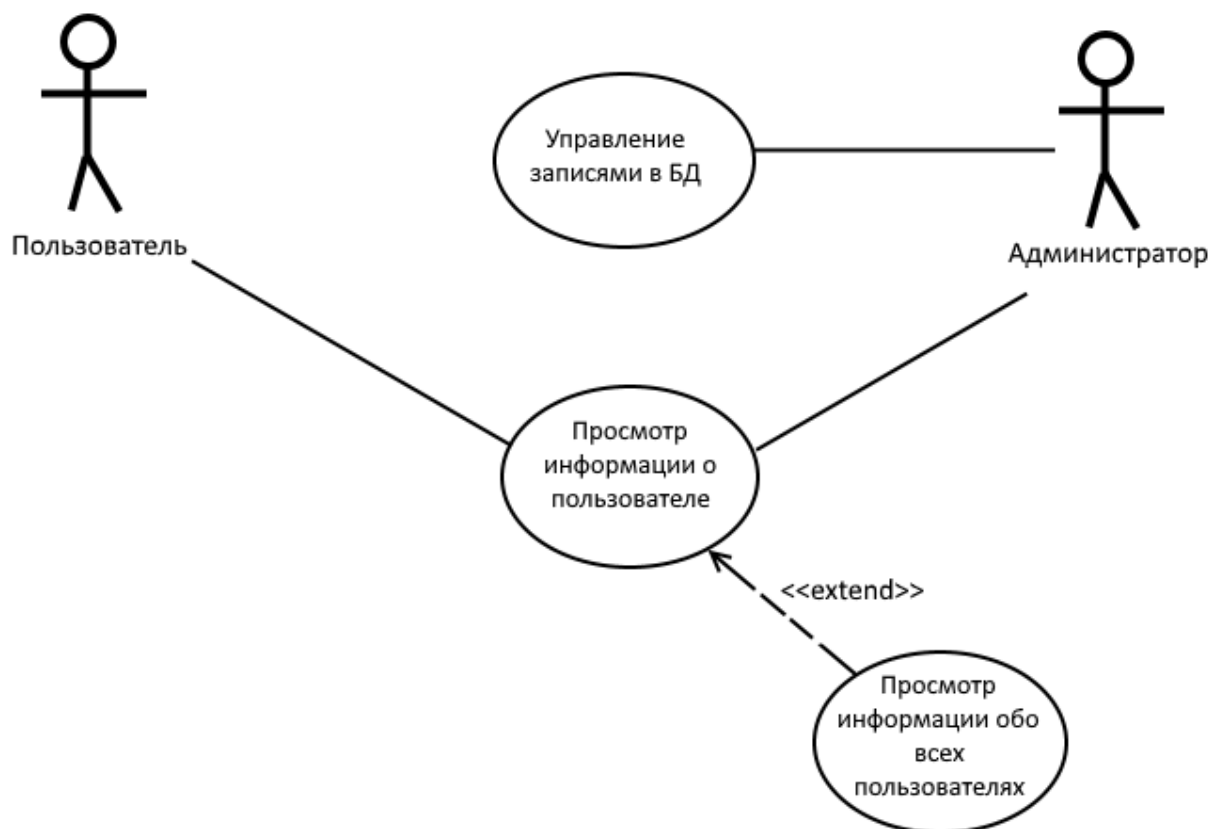 Управление
записями в БД
Пользователь
Администратор
Просмотр
информации о
пользователе
<<extend>>
Просмотр
информации обо
всех
пользователях